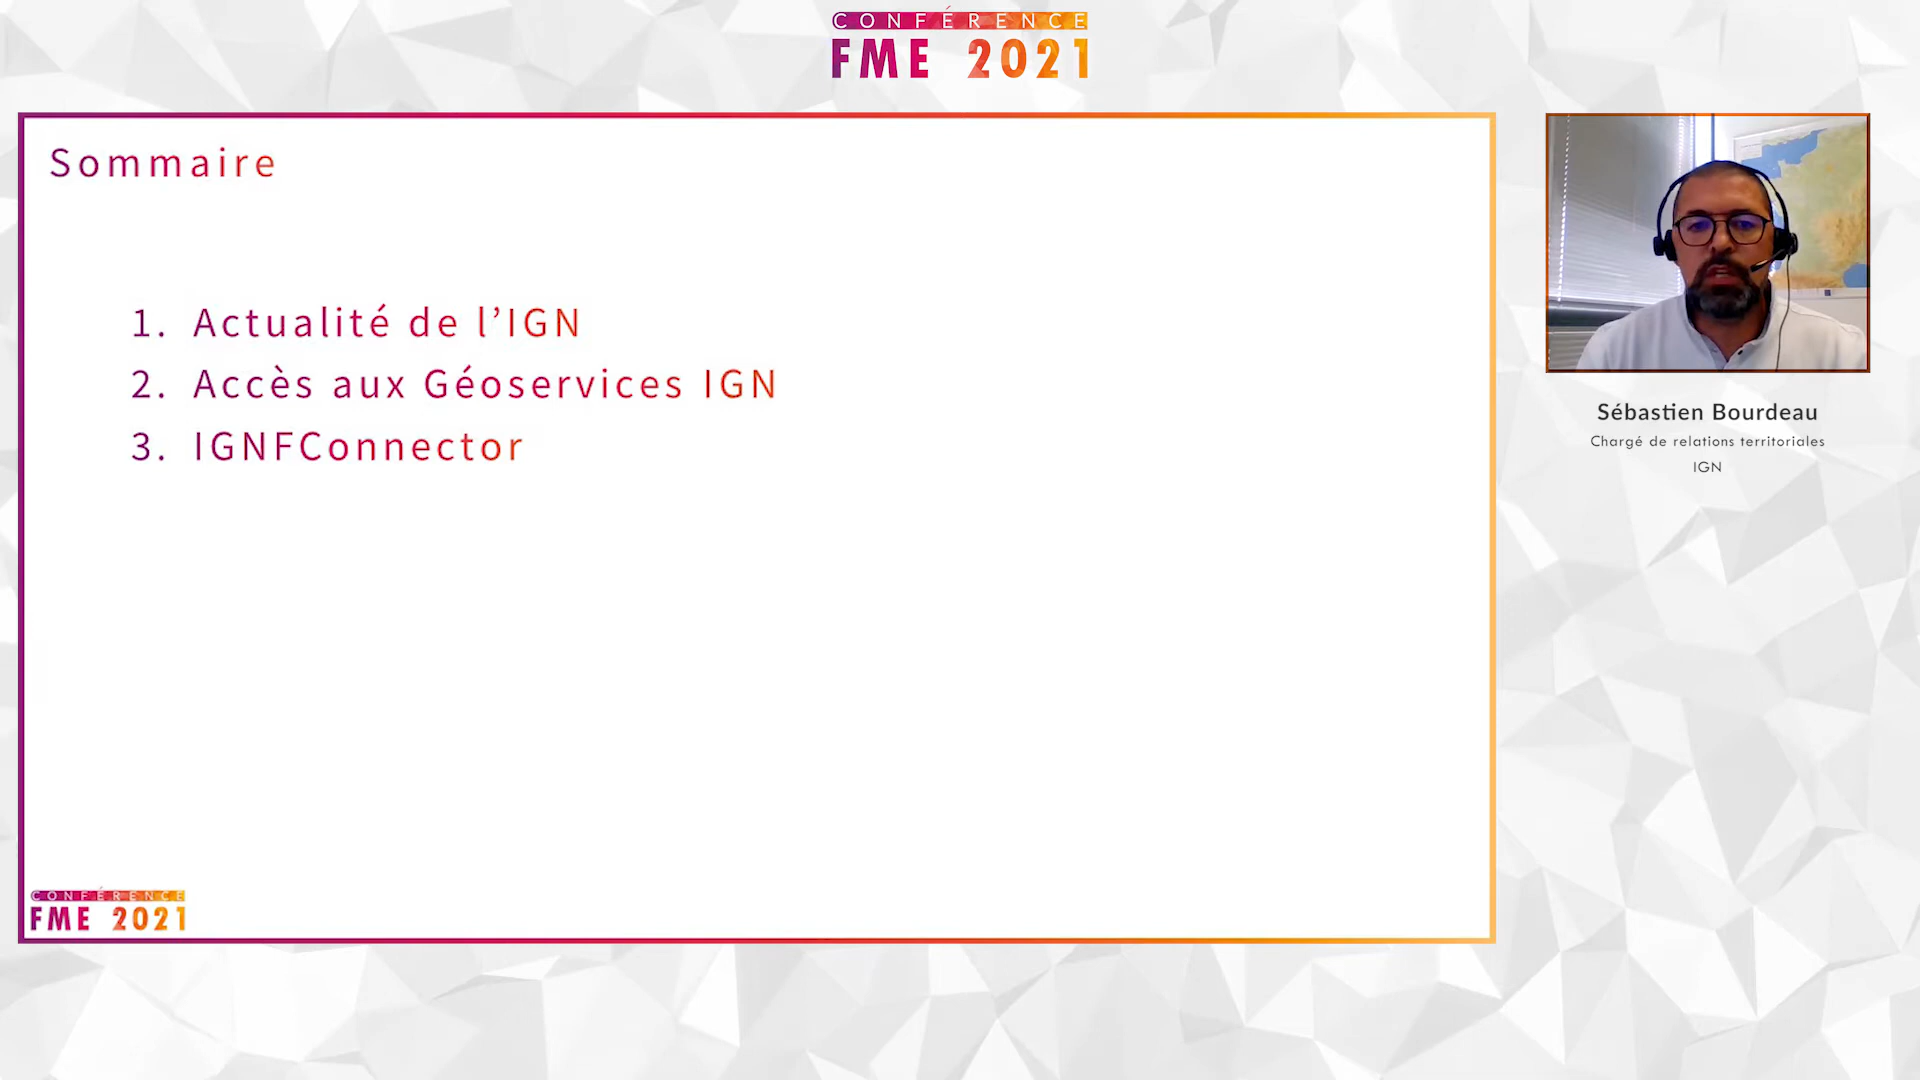 CONFÉRENCE
FME 2021
Sommaire
1. Actualité de l’IGN
2. Accès aux Géoservices IGN
3. IGNFConnector
Sébastien Bourdeau
Chargé de relations territoriales
IGN
CONFÉRENCE
FME 2021